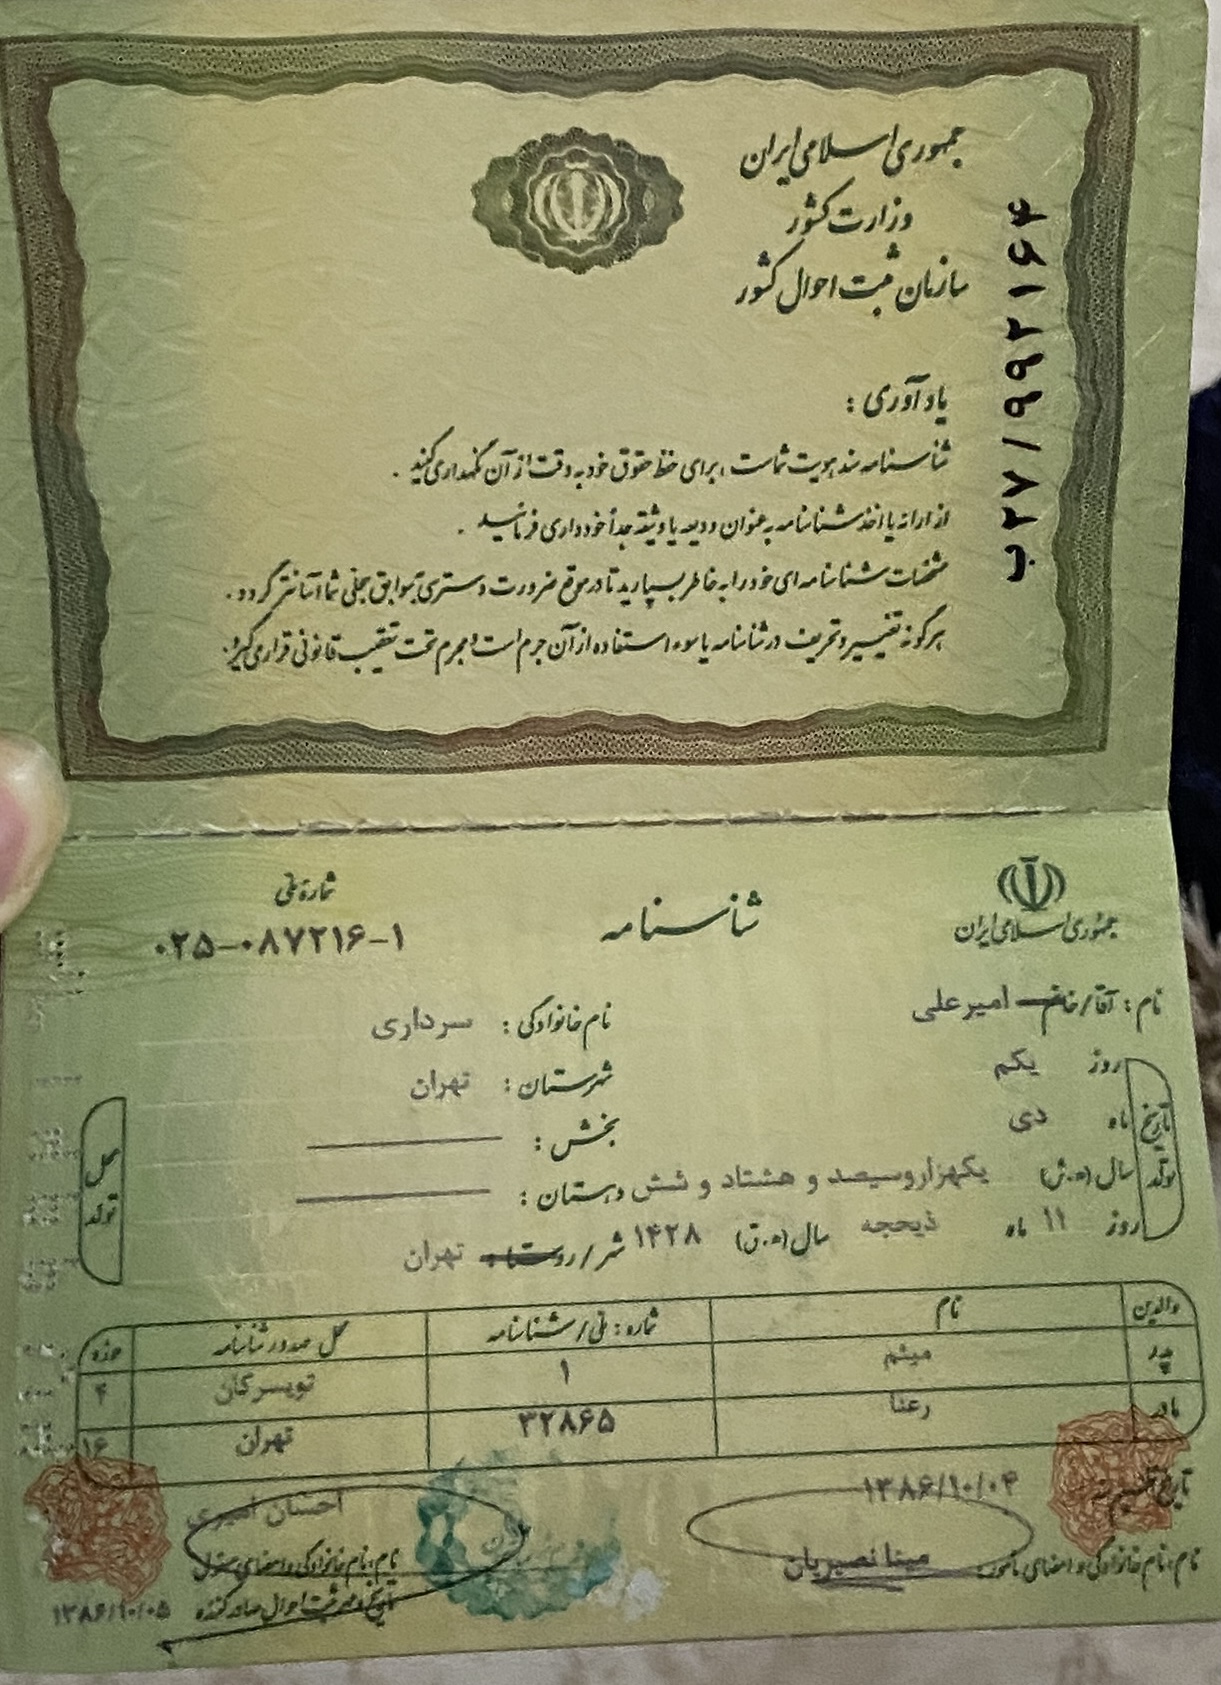 جمهوری اسلامی ایران
وزارت کشور
سازمان ثبت احوال کشور
ب ۲۷/۹۹۲۱۶۴
یادآوری :
شناسنامه سند هویت شماست ، برای حفظ حقوق خود به دقت از آن نگهداری کنید .
از ارائه یا اخذ شناسنامه به عنوان ودیعه یا وثیقه جداً خودداری فرمائید .
مشخصات شناسنامه ای خود را به خاطر بسپارید تا در موقع ضرورت دسترسی به سوابق سجلی شما آسانتر گردد .
هرگونه تغییر و تحریف در شناسنامه یا سوء استفاده از آن جرم است و مجرم تحت تعقیب قانونی قرار می گیرد .
جمهوری اسلامی ایران
شناسنامه
شماره ملی
۰۲۵-۰۸۷۲۱۶-۱
نام : آقا/خانم امیرعلی
نام خانوادگی : سرداری
تاریخ تولد
روز یکم
شهرستان : تهران
ماه دی
بخش :
سال (ه.ش) یکهزاروسیصد و هشتاد و شش
دهستان :
روز ۱۱ ماه ذیحجه سال (ه.ق) ۱۴۲۸
شهر/روستا : تهران
محل تولد
والدین نام شماره : ملی/شناسنامه محل صدور شناسنامه حوزه
پدر میثم ۱ تویسرکان ۴
مادر رعنا ۳۲۸۶۵ تهران ۱۶
تاریخ تنظیم سند ۱۳۸۶/۱۰/۰۴
احسان امیری
نام، نام خانوادگی و امضای مأمور: مینا نصیریان
نام، نام خانوادگی و امضای مسئول
تاریخ و مهر ثبت احوال صادر کننده ۱۳۸۶/۱۰/۰۵